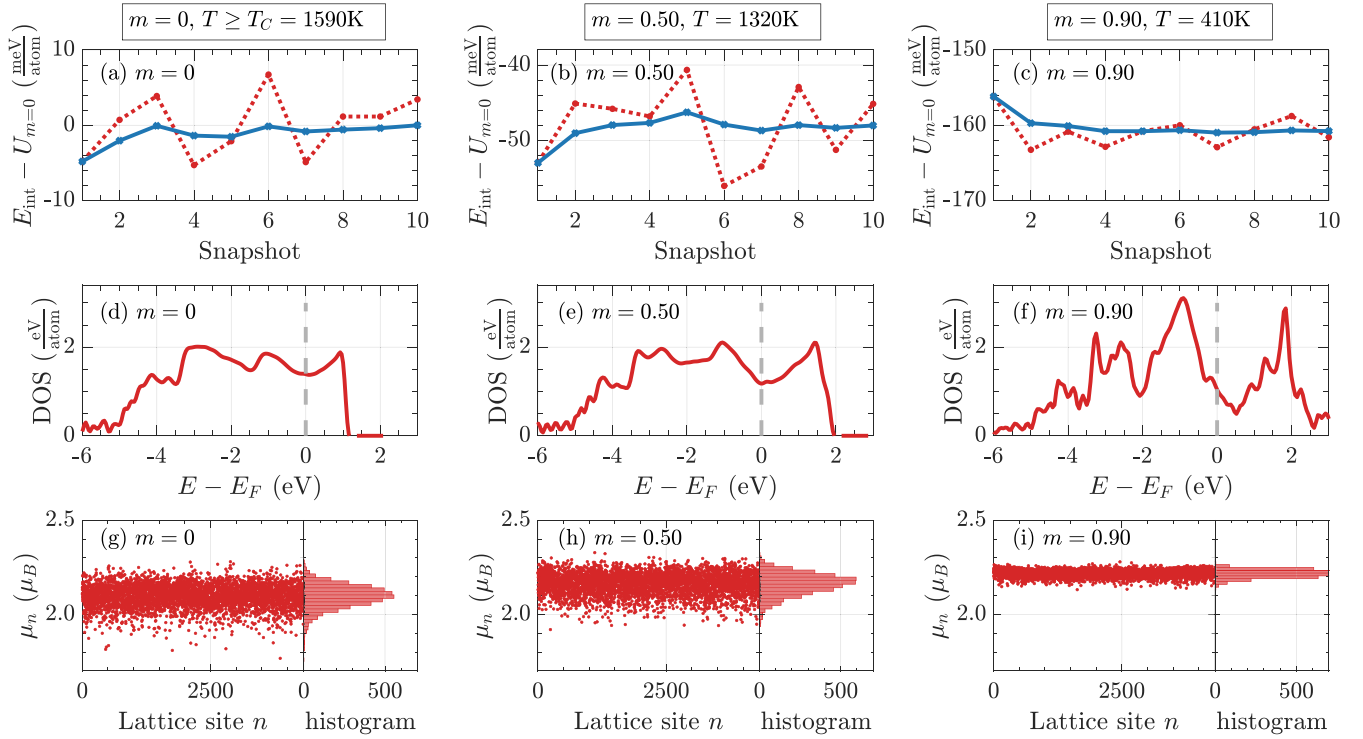 m = 0, T ≥ T_C = 1590K
m = 0.50, T = 1320K
m = 0.90, T = 410K
E_int − U_{m=0} (meV/atom)
10
0
-10
(a) m = 0
2 4 6 8 10
Snapshot
E_int − U_{m=0} (meV/atom)
-40
-50
(b) m = 0.50
2 4 6 8 10
Snapshot
E_int − U_{m=0} (meV/atom)
-150
-160
-170
(c) m = 0.90
2 4 6 8 10
Snapshot
DOS (eV/atom)
2
0
(d) m = 0
-6 -4 -2 0 2
E − E_F (eV)
DOS (eV/atom)
2
0
(e) m = 0.50
-6 -4 -2 0 2
E − E_F (eV)
DOS (eV/atom)
2
0
(f) m = 0.90
-6 -4 -2 0 2
E − E_F (eV)
μ_n (μ_B)
2.5
2.0
(g) m = 0
0 2500 0 500
Lattice site n histogram
μ_n (μ_B)
2.5
2.0
(h) m = 0.50
0 2500 0 500
Lattice site n histogram
μ_n (μ_B)
2.5
2.0
(i) m = 0.90
0 2500 0 500
Lattice site n histogram